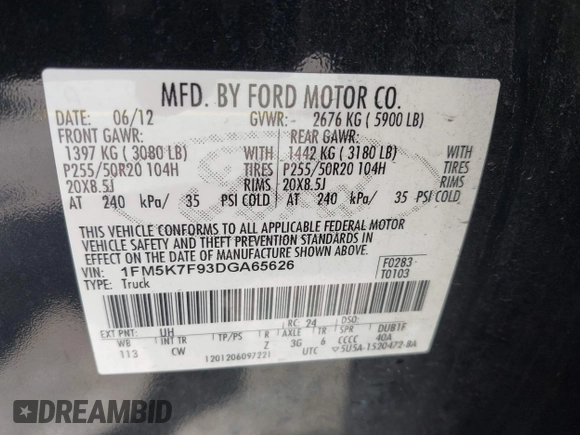 MFD. BY FORD MOTOR CO.
DATE: 06/12 GVWR: 2676 KG ( 5900 LB)
FRONT GAWR: REAR GAWR:
1397 KG ( 3080 LB) WITH 1442 KG ( 3180 LB) WITH
P255/50R20 104H TIRES P255/50R20 104H TIRES
20X8.5J RIMS 20X8.5J RIMS
AT 240 kPa/ 35 PSI COLD AT 240 kPa/ 35 PSI COLD
THIS VEHICLE CONFORMS TO ALL APPLICABLE FEDERAL MOTOR
VEHICLE SAFETY AND THEFT PREVENTION STANDARDS IN
EFFECT ON THE DATE OF MANUFACTURE SHOWN ABOVE.
VIN: 1FM5K7F93DGA65626 F0283
TYPE: Truck T0103
EXT PNT: UH RC: 24 DSO:
WB INT TR TP/PS R AXLE TR SPR DUB1F
113 CW Z 3G 6 CCCC 40A
UTC 5U5A-1520472-BA
AUTOBIDMASTER DREAMBID